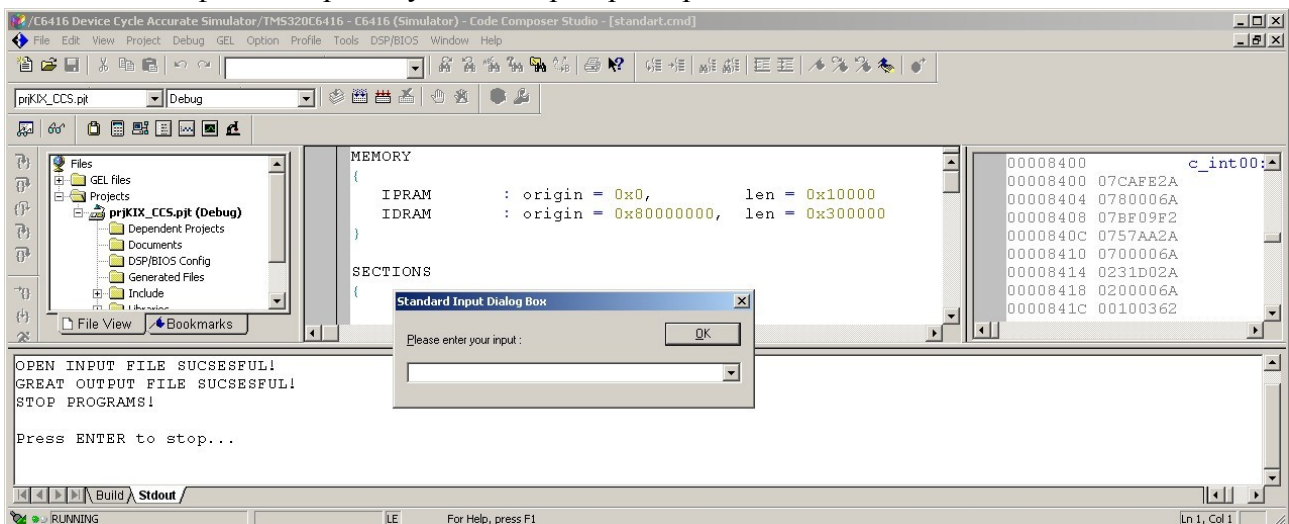 /C6416 Device Cycle Accurate Simulator/TMS320C6416 - C6416 (Simulator) - Code Composer Studio - [standart.cmd]
File Edit View Project Debug GEL Option Profile Tools DSP/BIOS Window Help
prjKIX_CCS.pjt Debug
Files
GEL files
Projects
prjKIX_CCS.pjt (Debug)
Dependent Projects
Documents
DSP/BIOS Config
Generated Files
Include
Libraries
File View Bookmarks
MEMORY
{
IPRAM : origin = 0x0, len = 0x10000
IDRAM : origin = 0x80000000, len = 0x300000
}
SECTIONS
{
00008400 c_int00:
00008400 07CAFE2A
00008404 0780006A
00008408 07BF09F2
0000840C 0757AA2A
00008410 0700006A
00008414 0231D02A
00008418 0200006A
0000841C 00100362
Standard Input Dialog Box
Please enter your input :
OK
OPEN INPUT FILE SUCSESFUL!
GREAT OUTPUT FILE SUCSESFUL!
STOP PROGRAMS!
Press ENTER to stop...
Build Stdout
RUNNING LE For Help, press F1 Ln 1, Col 1